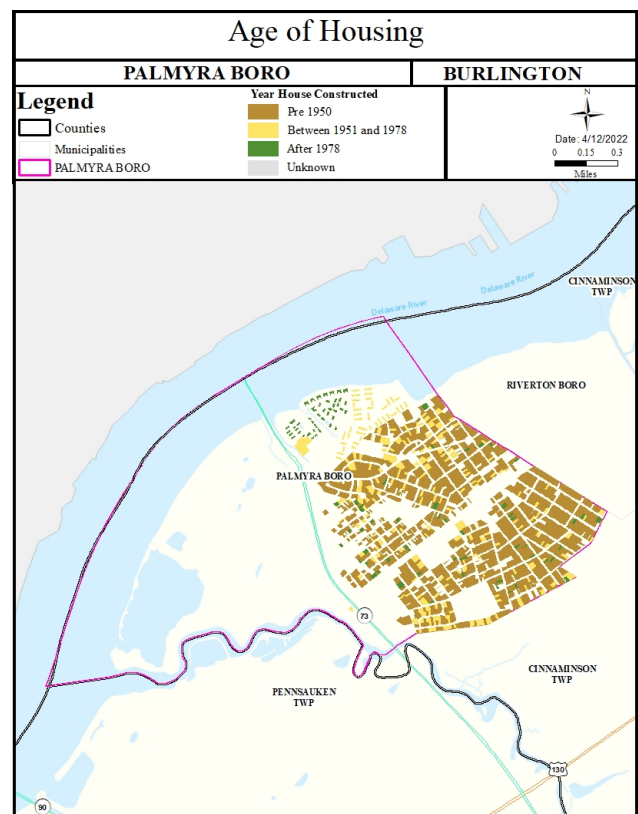 Age of Housing
PALMYRA BORO
BURLINGTON
Legend
Counties
Municipalities
PALMYRA BORO
Year House Constructed
Pre 1950
Between 1951 and 1978
After 1978
Unknown
N
Date: 4/12/2022
0 0.15 0.3
Miles
Delaware River
Delaware River
CINNAMINSON
TWP
RIVERTON BORO
PALMYRA BORO
73
CINNAMINSON
TWP
PENNSAUKEN
TWP
130
90